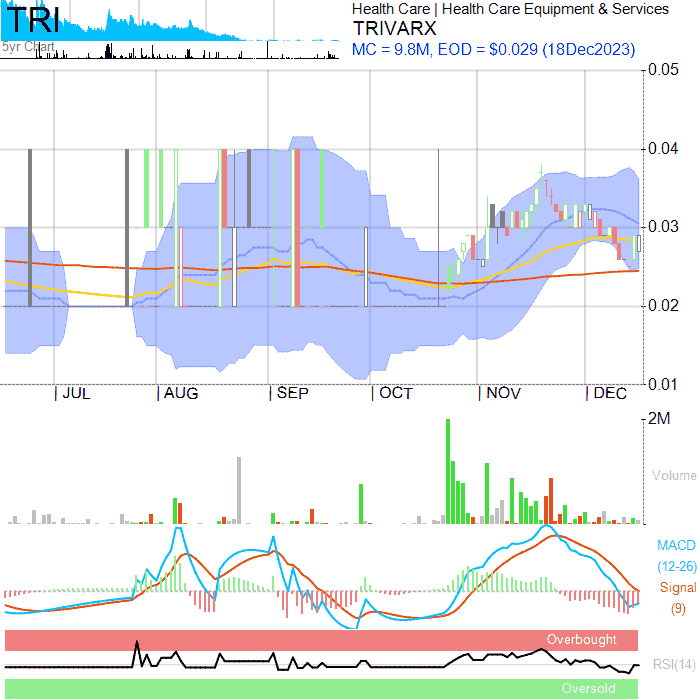 TRI
5yr Chart
Health Care | Health Care Equipment & Services
TRIVARX
MC = 9.8M, EOD = $0.029 (18Dec2023)
0.05
0.04
0.03
0.02
0.01
JUL AUG SEP OCT NOV DEC
2M
Volume
MACD
(12-26)
Signal
(9)
Overbought
RSI(14)
Oversold